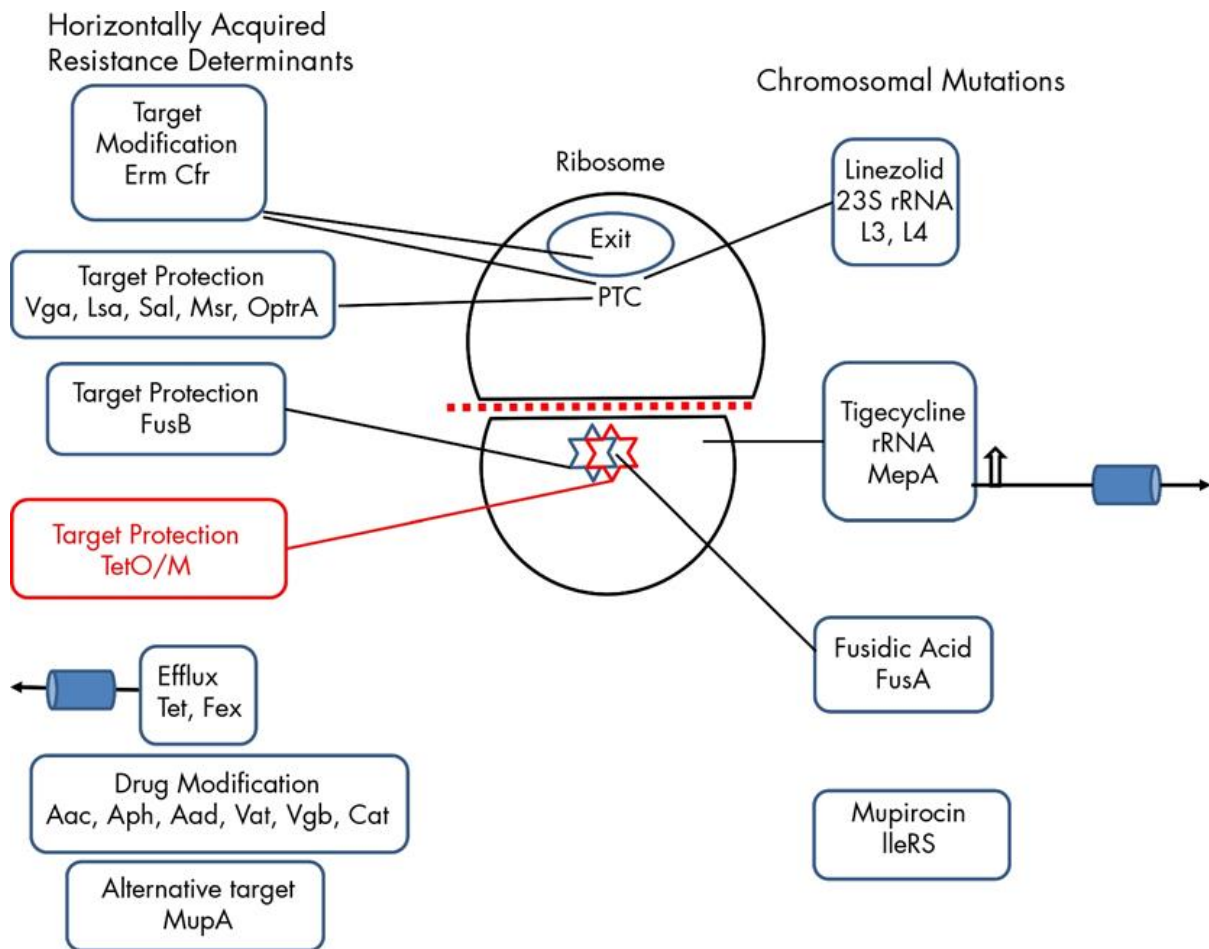 Horizontally Acquired
Resistance Determinants
Target
Modification
Erm Cfr
Target Protection
Vga, Lsa, Sal, Msr, OptrA
Target Protection
FusB
Target Protection
TetO/M
Efflux
Tet, Fex
Drug Modification
Aac, Aph, Aad, Vat, Vgb, Cat
Alternative target
MupA
Ribosome
Exit
PTC
Chromosomal Mutations
Linezolid
23S rRNA
L3, L4
Tigecycline
rRNA
MepA
Fusidic Acid
FusA
Mupirocin
IleRS